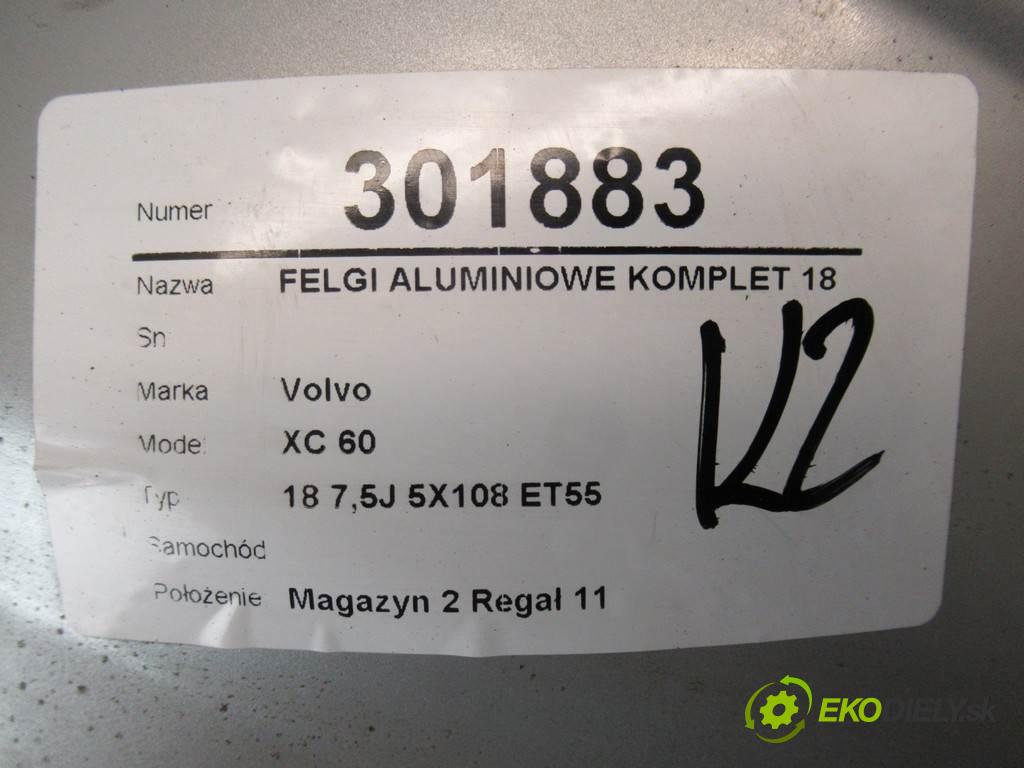 Numer 301883
Nazwa FELGI ALUMINIOWE KOMPLET 18
Sn
Marka Volvo
Model XC 60
Typ 18 7,5J 5X108 ET55
Samochód
Położenie Magazyn 2 Regał 11
EKODIELY.sk